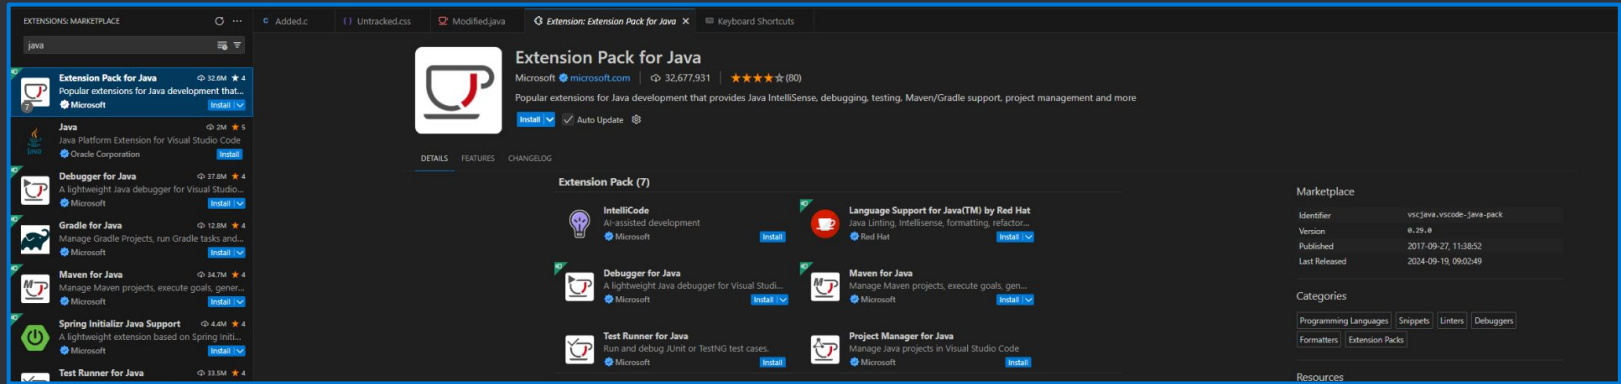 EXTENSIONS: MARKETPLACE
java
Extension Pack for Java 32.6M ★ 4
Popular extensions for Java development that...
7
Microsoft Install
Java 2M ★ 5
Java Platform Extension for Visual Studio Code
Oracle Corporation Install
Debugger for Java 37.8M ★ 4
A lightweight Java debugger for Visual Studio...
Microsoft Install
Gradle for Java 12.8M ★ 4
Manage Gradle Projects, run Gradle tasks and...
Microsoft Install
Maven for Java 34.7M ★ 4
Manage Maven projects, execute goals, gener...
Microsoft Install
Spring Initializr Java Support 4.4M ★ 4
A lightweight extension based on Spring Initi...
Microsoft Install
Test Runner for Java 33.5M ★ 4
C Added.c
{ } Untracked.css
Modified.java
Extension: Extension Pack for Java ×
Keyboard Shortcuts
Extension Pack for Java
Microsoft microsoft.com | 32,677,931 | ★★★★☆(80)
Popular extensions for Java development that provides Java IntelliSense, debugging, testing, Maven/Gradle support, project management and more
Install Auto Update
DETAILS FEATURES CHANGELOG
Extension Pack (7)
IntelliCode
AI-assisted development
Microsoft Install
Language Support for Java(TM) by Red Hat
Java Linting, Intellisense, formatting, refactor...
Red Hat Install
Debugger for Java
A lightweight Java debugger for Visual Studi...
Microsoft Install
Maven for Java
Manage Maven projects, execute goals, gen...
Microsoft Install
Test Runner for Java
Run and debug JUnit or TestNG test cases.
Microsoft Install
Project Manager for Java
Manage Java projects in Visual Studio Code
Microsoft Install
Marketplace
Identifier vscjava.vscode-java-pack
Version 0.29.0
Published 2017-09-27, 11:38:52
Last Released 2024-09-19, 09:02:49
Categories
Programming Languages Snippets Linters Debuggers
Formatters Extension Packs
Resources